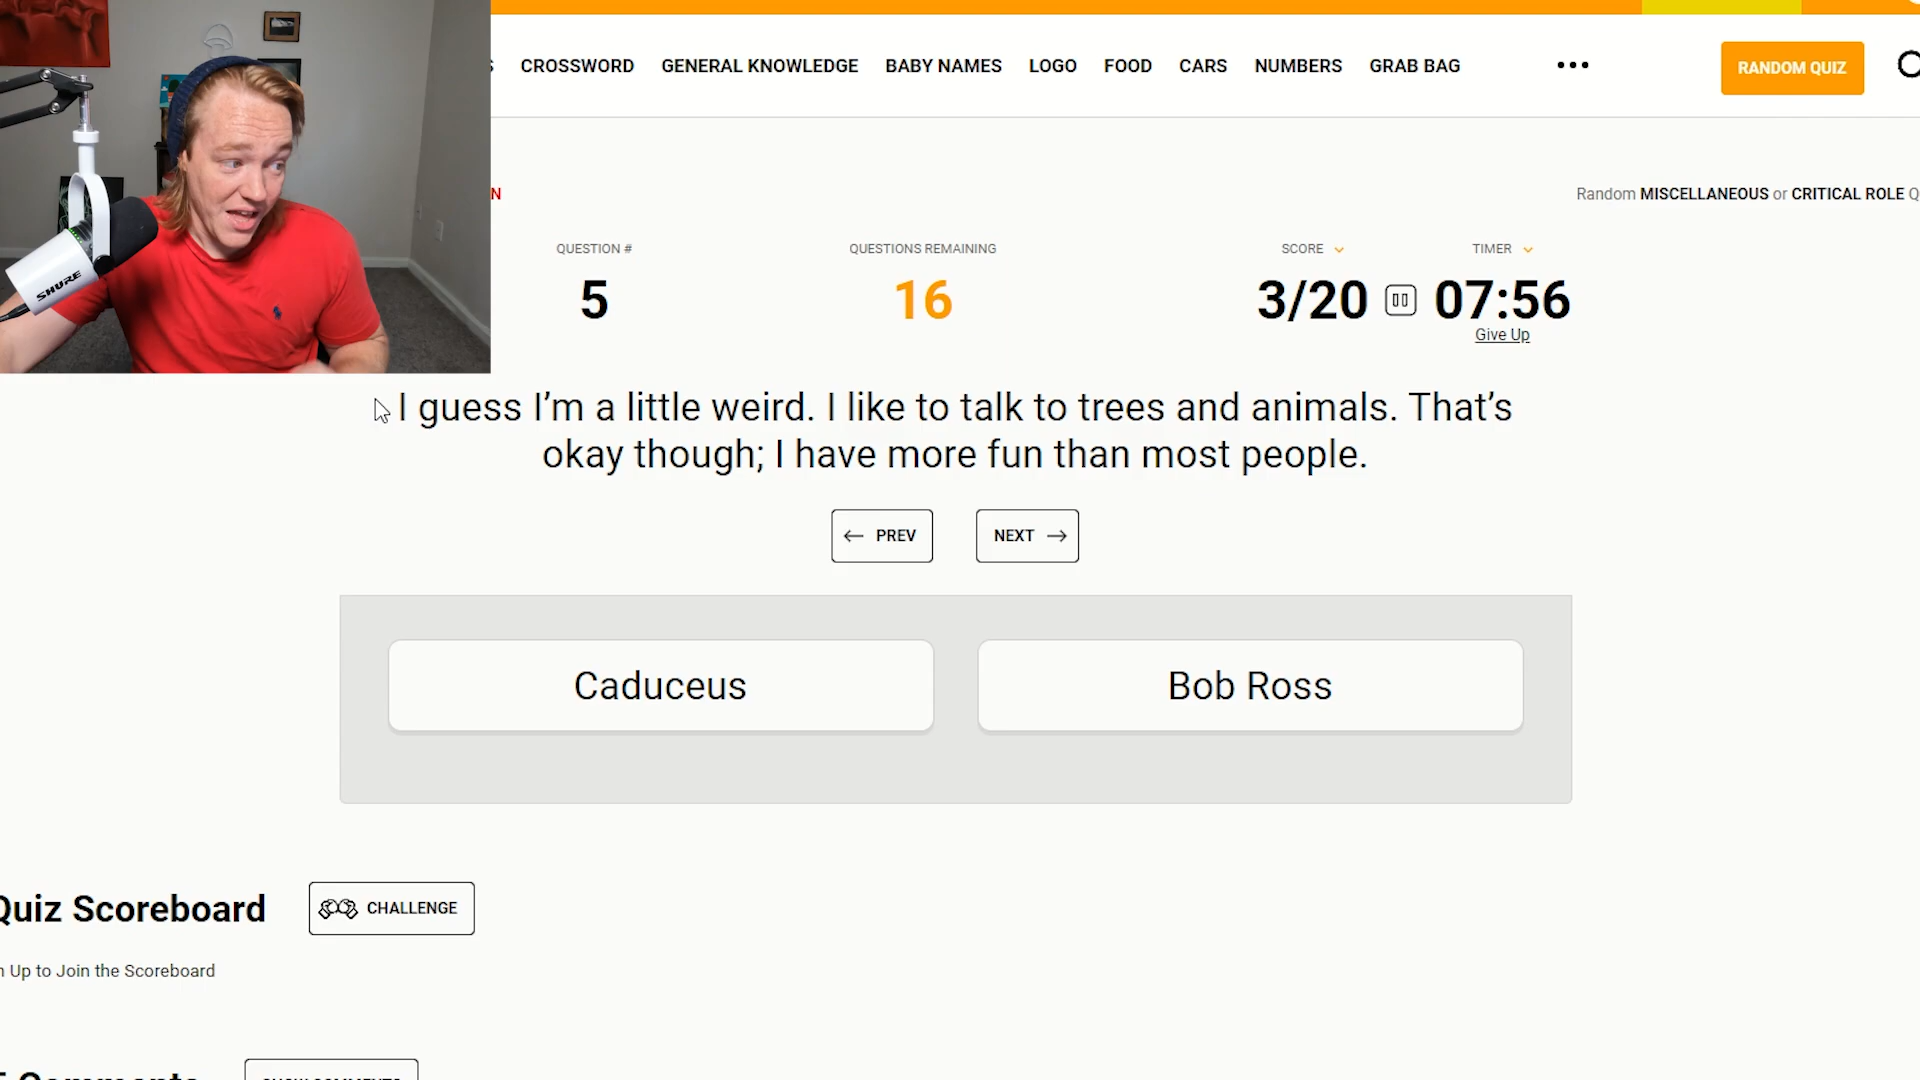 CROSSWORD GENERAL KNOWLEDGE BABY NAMES LOGO FOOD CARS NUMBERS GRAB BAG
RANDOM QUIZ
N
Random MISCELLANEOUS or CRITICAL ROLE Q
QUESTION #
5
QUESTIONS REMAINING
16
SCORE
3/20
TIMER
07:56
Give Up
I guess I’m a little weird. I like to talk to trees and animals. That’s
okay though; I have more fun than most people.
PREV
NEXT
Caduceus
Bob Ross
Quiz Scoreboard
CHALLENGE
n Up to Join the Scoreboard
SHURE